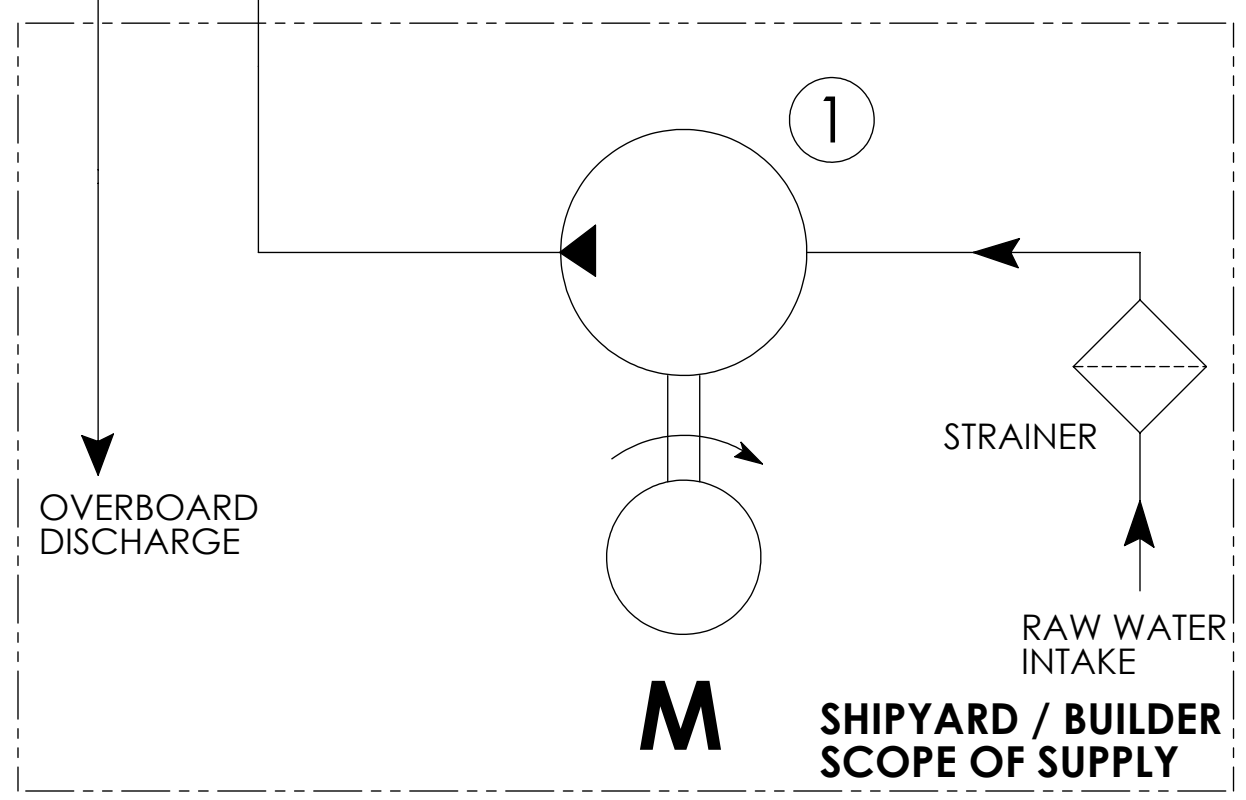 1
STRAINER
OVERBOARD
DISCHARGE
RAW WATER
INTAKE
M
SHIPYARD / BUILDER
SCOPE OF SUPPLY